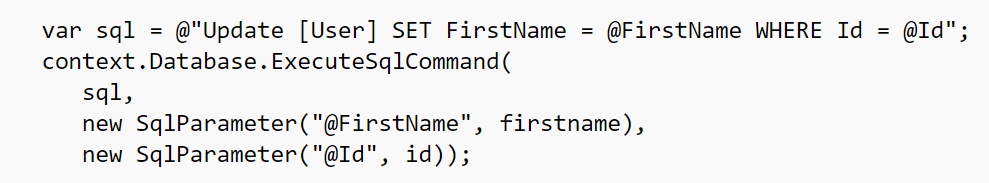 var sql = @"Update [User] SET FirstName = @FirstName WHERE Id = @Id";
context.Database.ExecuteSqlCommand(
sql,
new SqlParameter("@FirstName", firstname),
new SqlParameter("@Id", id));